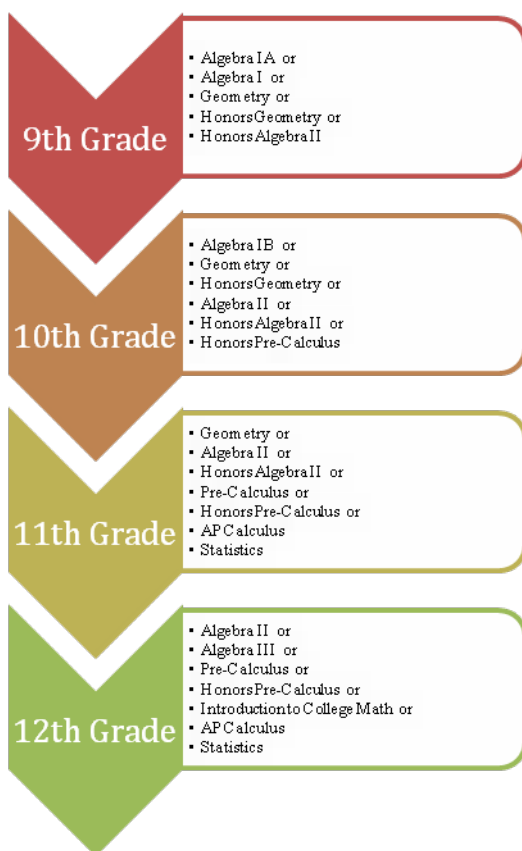 9th Grade
▪ Algebra IA or
▪ Algebra I or
▪ Geometry or
▪ Honors Geometry or
▪ Honors Algebra II
10th Grade
▪ Algebra IB or
▪ Geometry or
▪ Honors Geometry or
▪ Algebra II or
▪ Honors Algebra II or
▪ Honors Pre-Calculus
11th Grade
▪ Geometry or
▪ Algebra II or
▪ Honors Algebra II or
▪ Pre-Calculus or
▪ Honors Pre-Calculus or
▪ AP Calculus
▪ Statistics
12th Grade
▪ Algebra II or
▪ Algebra III or
▪ Pre-Calculus or
▪ Honors Pre-Calculus or
▪ Introduction to College Math or
▪ AP Calculus
▪ Statistics